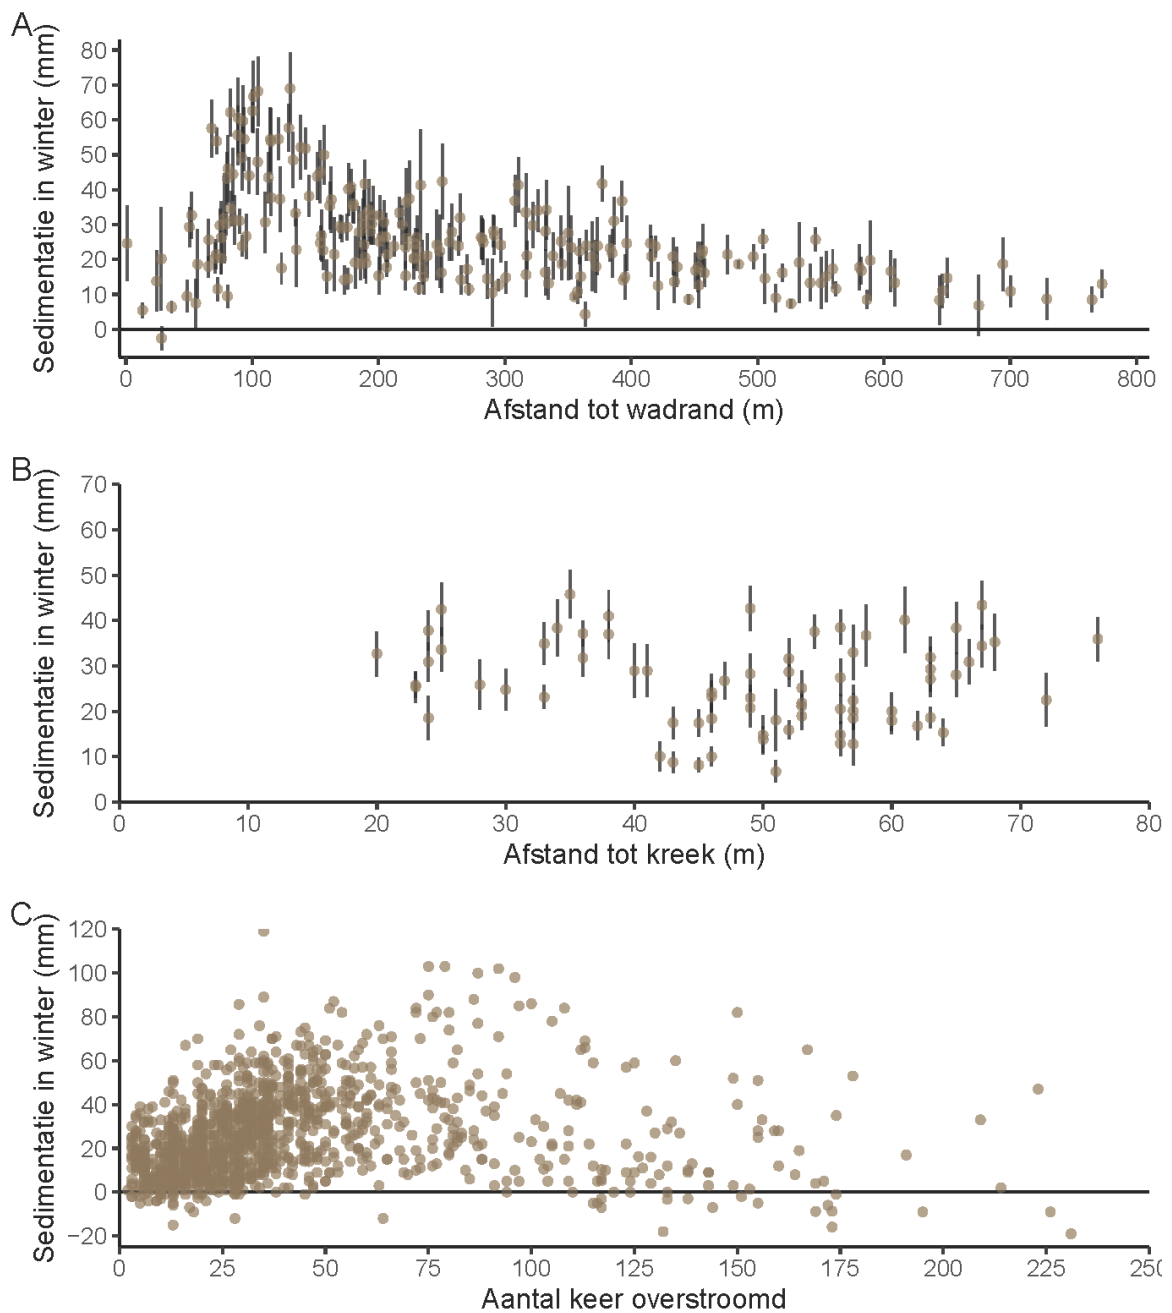 A
Sedimentatie in winter (mm)
80
70
60
50
40
30
20
10
0
0 100 200 300 400 500 600 700 800
Afstand tot wadrand (m)
B
Sedimentatie in winter (mm)
70
60
50
40
30
20
10
0
0 10 20 30 40 50 60 70 80
Afstand tot kreek (m)
C
Sedimentatie in winter (mm)
120
100
80
60
40
20
0
−20
0 25 50 75 100 125 150 175 200 225 250
Aantal keer overstroomd